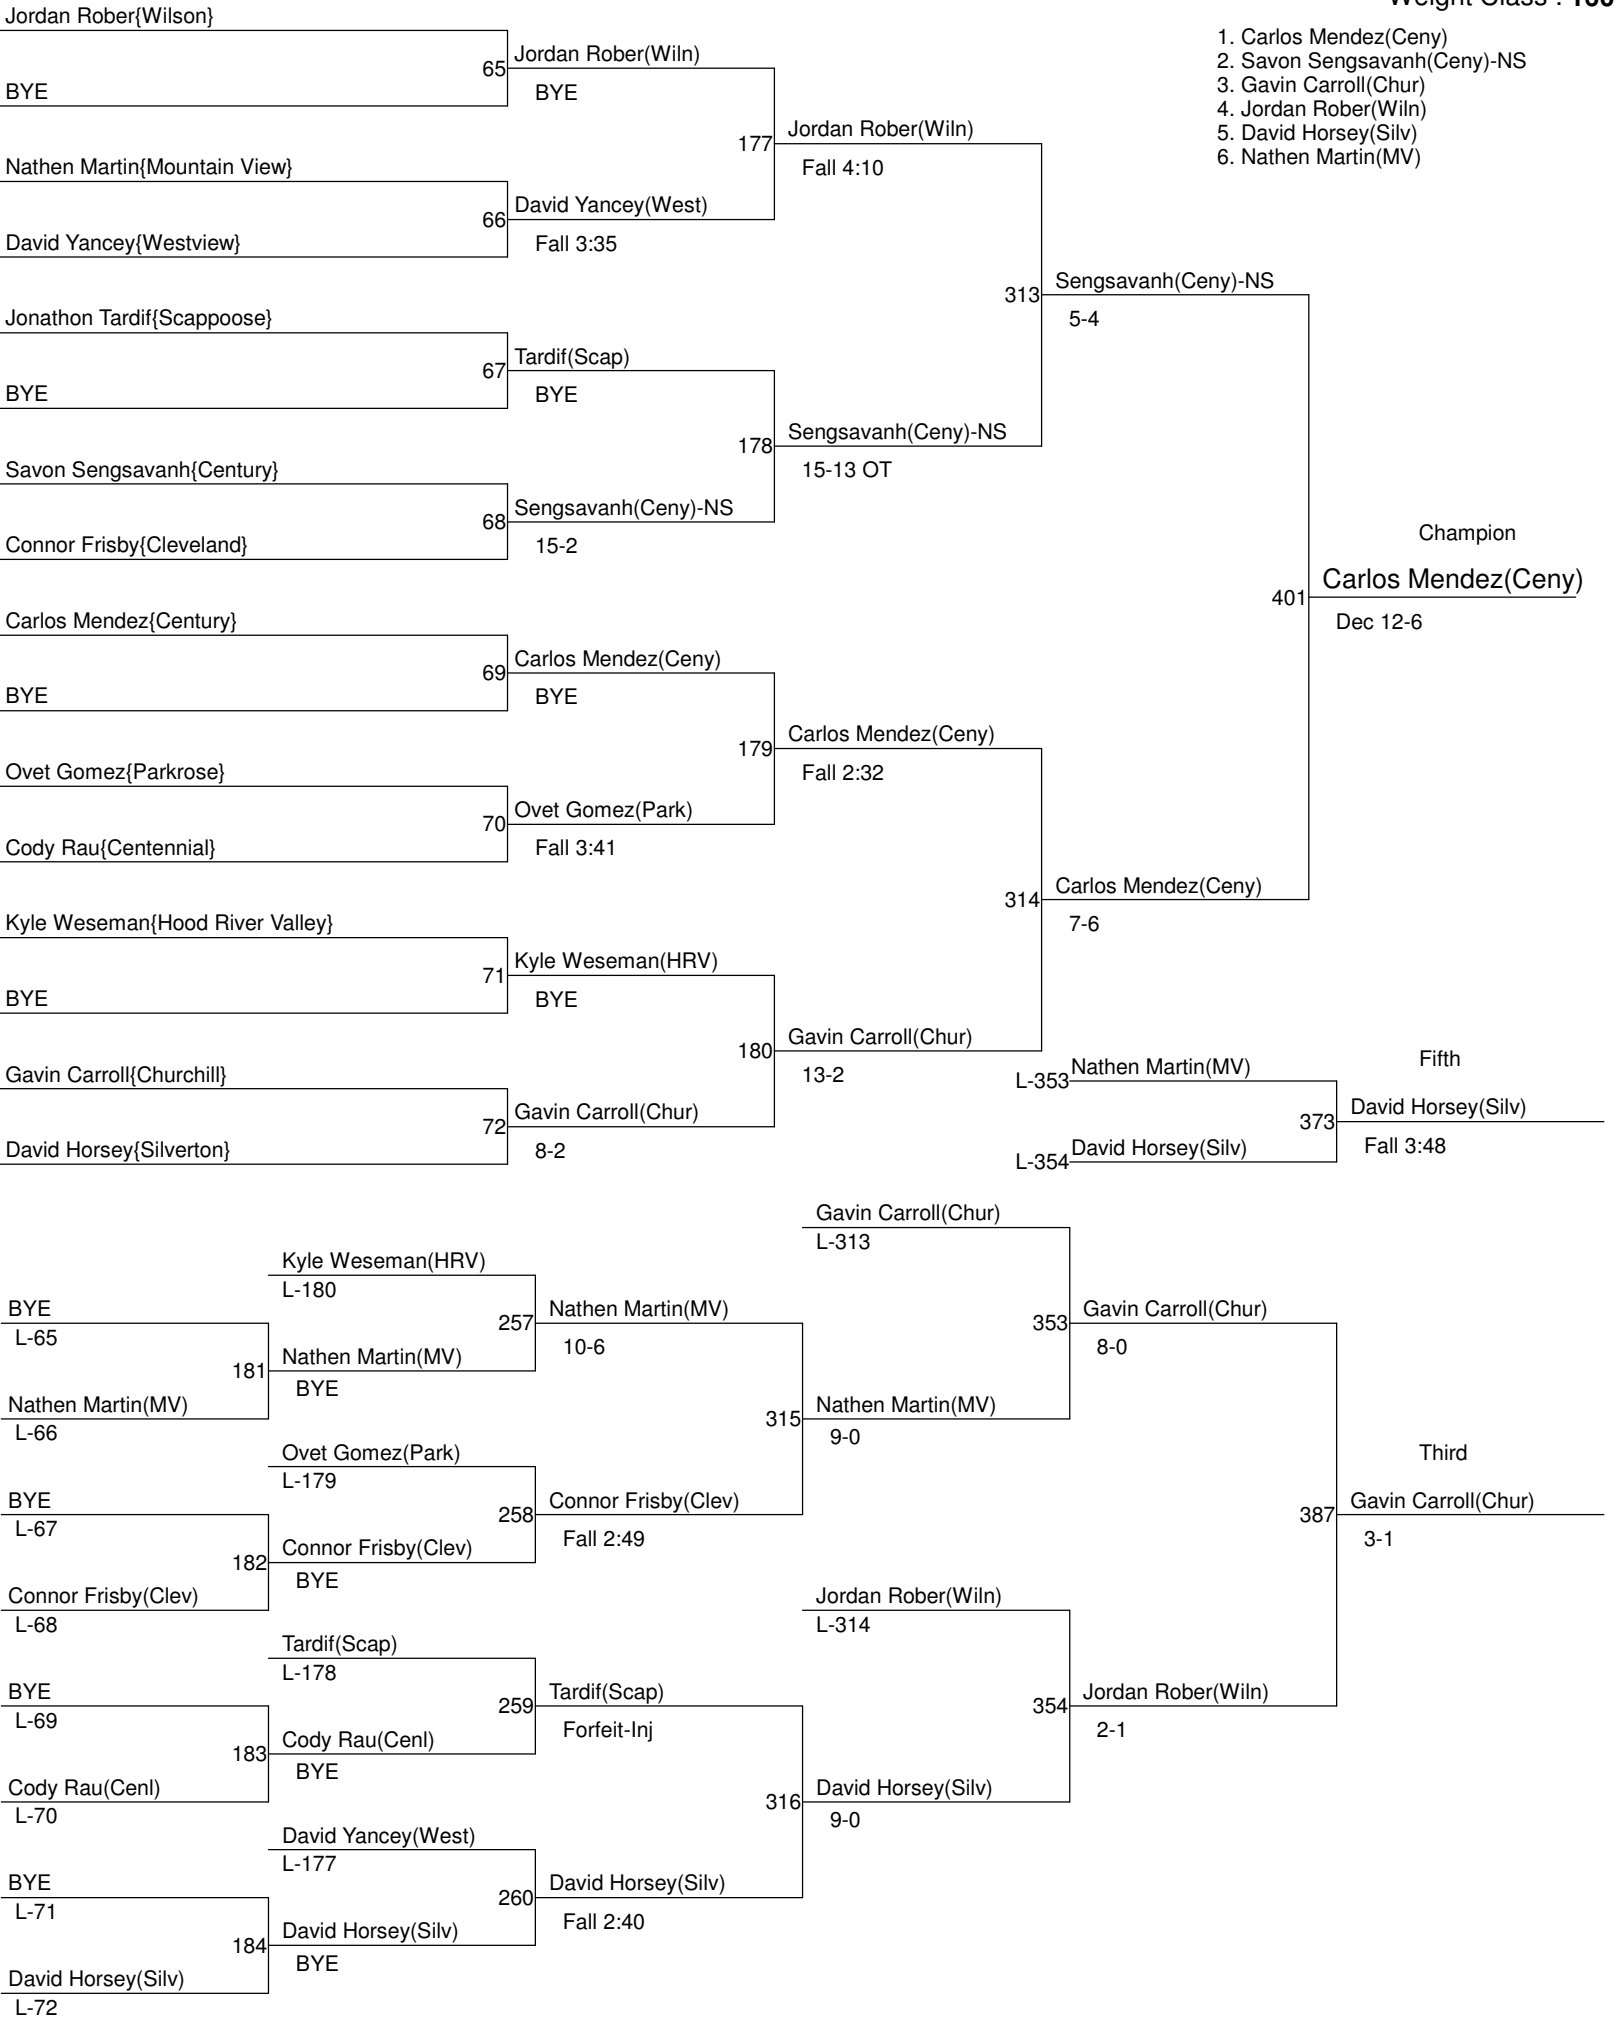 Jordan Rober{Wilson}
65
BYE
Jordan Rober(Wiln)
BYE
177
Nathen Martin{Mountain View}
66
David Yancey{Westview}
David Yancey(West)
Fall 3:35
Jordan Rober(Wiln)
Fall 4:10
313
Jonathon Tardif{Scappoose}
67
BYE
Tardif(Scap)
BYE
178
Savon Sengsavanh{Century}
68
Connor Frisby{Cleveland}
Sengsavanh(Ceny)-NS
15-2
Sengsavanh(Ceny)-NS
15-13 OT
Sengsavanh(Ceny)-NS
5-4
401
Carlos Mendez{Century}
69
BYE
Carlos Mendez(Ceny)
BYE
179
Ovet Gomez{Parkrose}
70
Cody Rau{Centennial}
Ovet Gomez(Park)
Fall 3:41
Carlos Mendez(Ceny)
Fall 2:32
314
Kyle Weseman{Hood River Valley}
71
BYE
Kyle Weseman(HRV)
BYE
180
Gavin Carroll{Churchill}
72
David Horsey{Silverton}
Gavin Carroll(Chur)
8-2
Gavin Carroll(Chur)
13-2
Carlos Mendez(Ceny)
7-6
Champion
Carlos Mendez(Ceny)
Dec 12-6
Weight Class :
1. Carlos Mendez(Ceny)
2. Savon Sengsavanh(Ceny)-NS
3. Gavin Carroll(Chur)
4. Jordan Rober(Wiln)
5. David Horsey(Silv)
6. Nathen Martin(MV)
Fifth
L-353 Nathen Martin(MV)
373
L-354 David Horsey(Silv)
David Horsey(Silv)
Fall 3:48
BYE
L-65
181
Nathen Martin(MV)
L-66
Kyle Weseman(HRV)
L-180
257
Nathen Martin(MV)
BYE
Nathen Martin(MV)
10-6
315
BYE
L-67
182
Connor Frisby(Clev)
L-68
Ovet Gomez(Park)
L-179
258
Connor Frisby(Clev)
BYE
Connor Frisby(Clev)
Fall 2:49
Gavin Carroll(Chur)
L-313
353
Nathen Martin(MV)
9-0
Gavin Carroll(Chur)
8-0
387
BYE
L-69
183
Cody Rau(Cenl)
L-70
Tardif(Scap)
L-178
259
Cody Rau(Cenl)
BYE
Tardif(Scap)
Forfeit-Inj
316
BYE
L-71
184
David Horsey(Silv)
L-72
David Yancey(West)
L-177
260
David Horsey(Silv)
BYE
David Horsey(Silv)
Fall 2:40
Jordan Rober(Wiln)
L-314
354
David Horsey(Silv)
9-0
Jordan Rober(Wiln)
2-1
Third
Gavin Carroll(Chur)
3-1